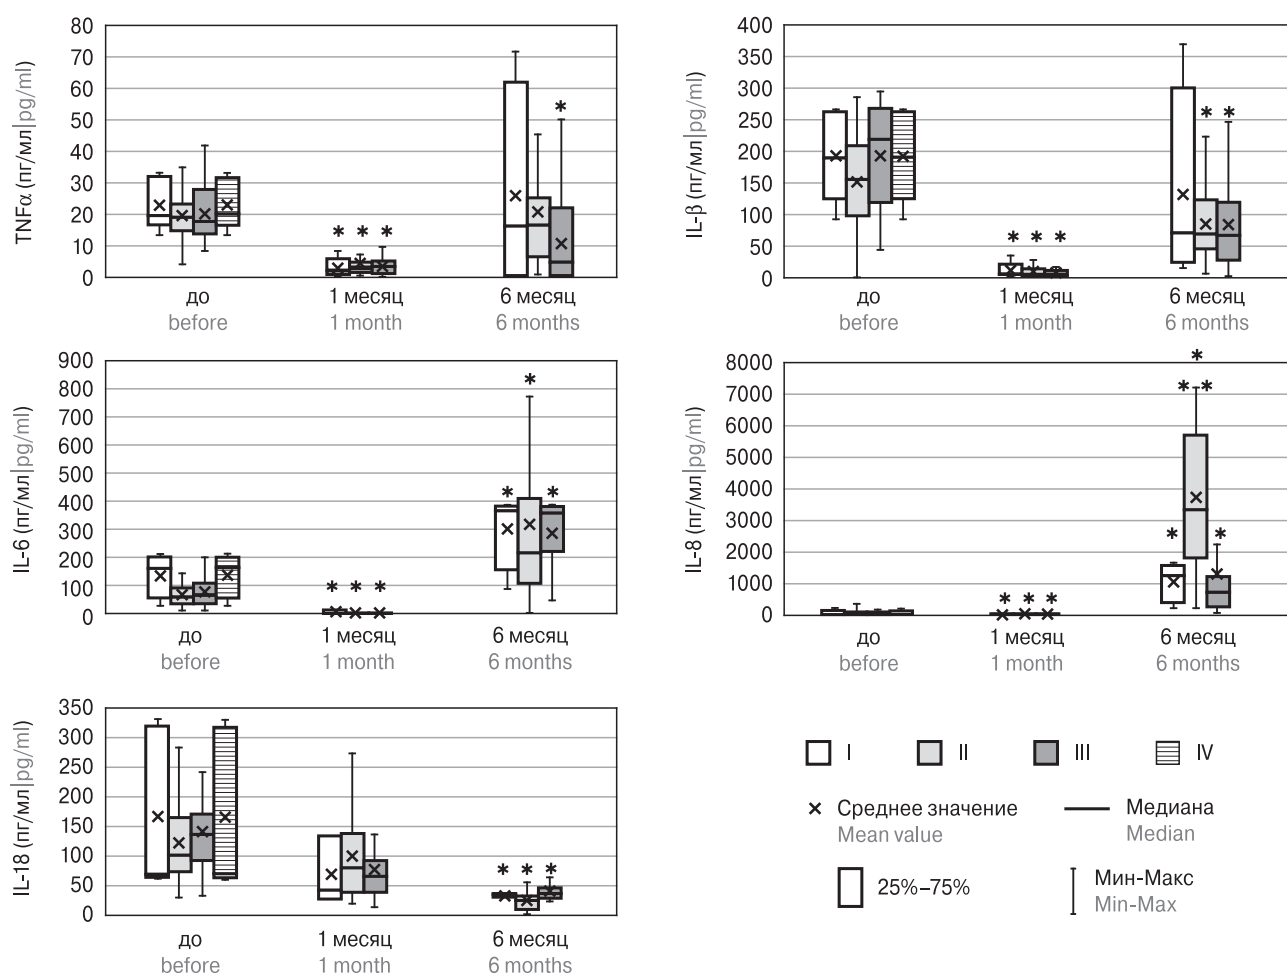 TNFα (пг/мл|pg/ml)
80
70
60
50
40
30
20
10
0
* * *
*
до
before
1 месяц
1 month
6 месяц
6 months
IL-β (пг/мл|pg/ml)
400
350
300
250
200
150
100
50
0
* * *
* *
до
before
1 месяц
1 month
6 месяц
6 months
IL-6 (пг/мл|pg/ml)
900
800
700
600
500
400
300
200
100
0
* * *
*
* *
до
before
1 месяц
1 month
6 месяц
6 months
IL-8 (пг/мл|pg/ml)
8000
7000
6000
5000
4000
3000
2000
1000
0
* * *
*
* *
* *
до
before
1 месяц
1 month
6 месяц
6 months
IL-18 (пг/мл|pg/ml)
350
300
250
200
150
100
50
0
* * *
до
before
1 месяц
1 month
6 месяц
6 months
I II III IV
× Среднее значение
Mean value
Медиана
Median
25%–75%
Мин-Макс
Min-Max